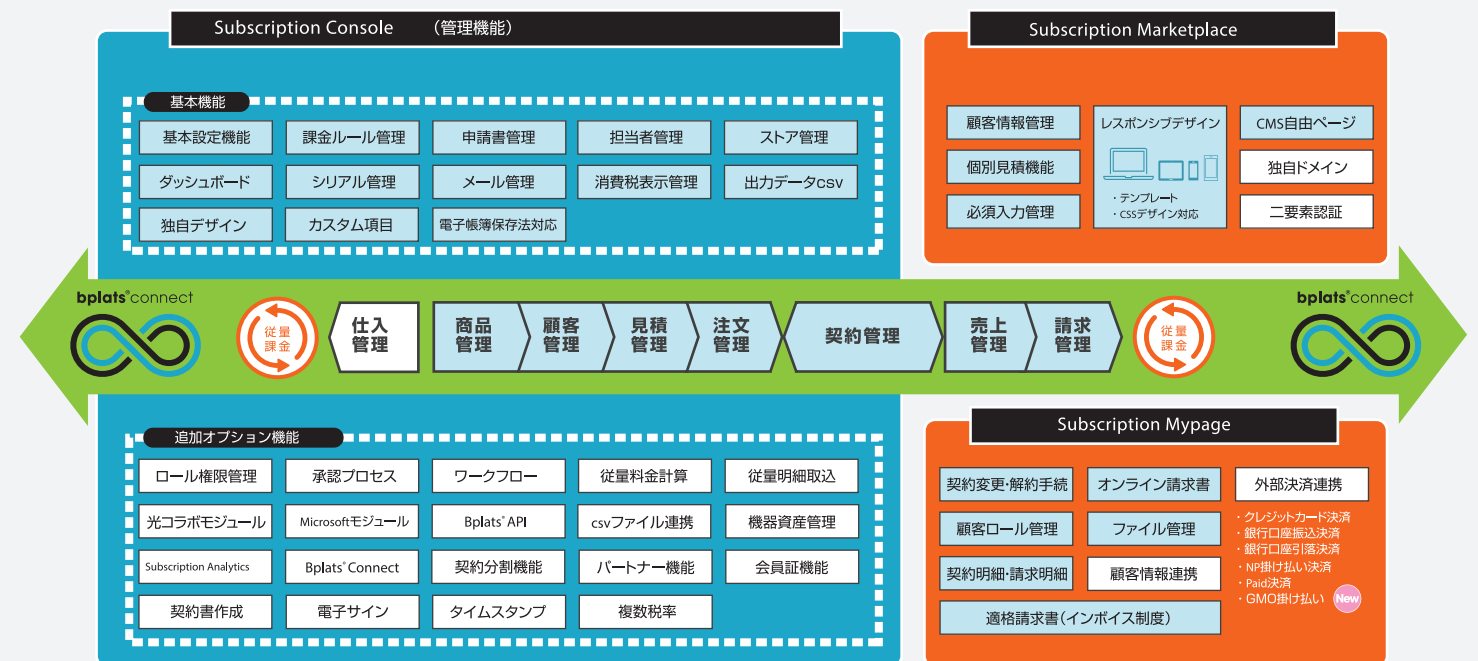 Subscription Console （管理機能）
基本機能
基本設定機能 課金ルール管理 申請書管理 担当者管理 ストア管理
ダッシュボード シリアル管理 メール管理 消費税表示管理 出力データcsv
独自デザイン カスタム項目 電子帳簿保存法対応
Subscription Marketplace
顧客情報管理
個別見積機能
必須入力管理
レスポンシブデザイン
・テンプレート
・CSSデザイン対応
CMS自由ページ
独自ドメイン
二要素認証
bplats®connect
従量
課金
仕入
管理
商品
管理
顧客
管理
見積
管理
注文
管理
契約管理
売上
管理
請求
管理
従量
課金
bplats®connect
追加オプション機能
ロール権限管理 承認プロセス ワークフロー 従量料金計算 従量明細取込
光コラボモジュール Microsoftモジュール Bplats®API csvファイル連携 機器資産管理
Subscription Analytics Bplats®Connect 契約分割機能 パートナー機能 会員証機能
契約書作成 電子サイン タイムスタンプ 複数税率
Subscription Mypage
契約変更・解約手続 オンライン請求書
顧客ロール管理 ファイル管理
契約明細・請求明細 顧客情報連携
適格請求書（インボイス制度）
外部決済連携
・クレジットカード決済
・銀行口座振込決済
・銀行口座引落決済
・NP掛け払い決済
・Paid決済
・GMO掛け払い New